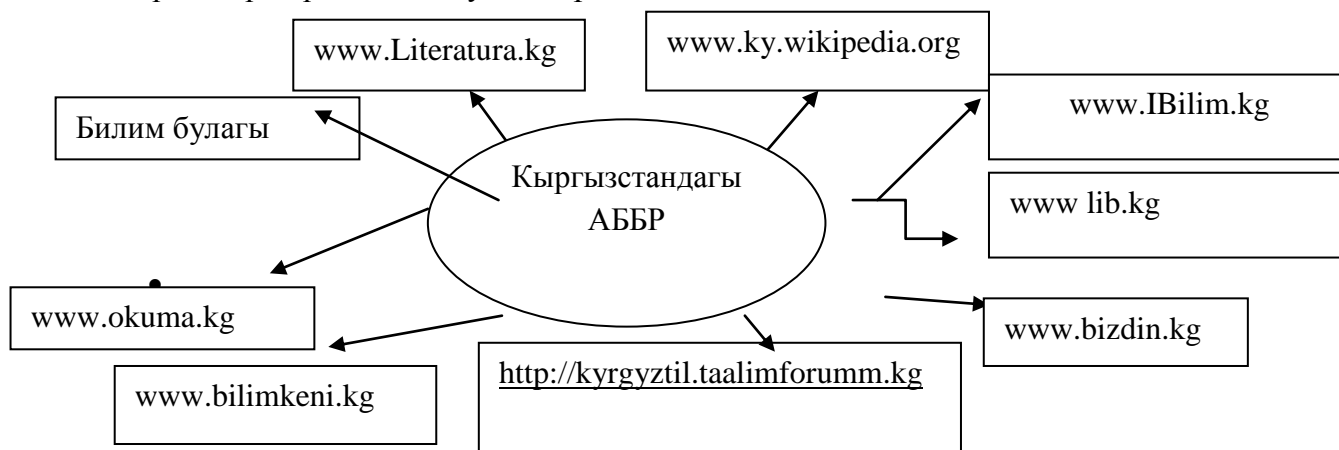 www.Literatura.kg
www.ky.wikipedia.org
www.IBilim.kg
Билим булагы
Кыргызстандагы
АББР
www lib.kg
www.okuma.kg
www.bizdin.kg
http://kyrgyztil.taalimforumm.kg
www.bilimkeni.kg